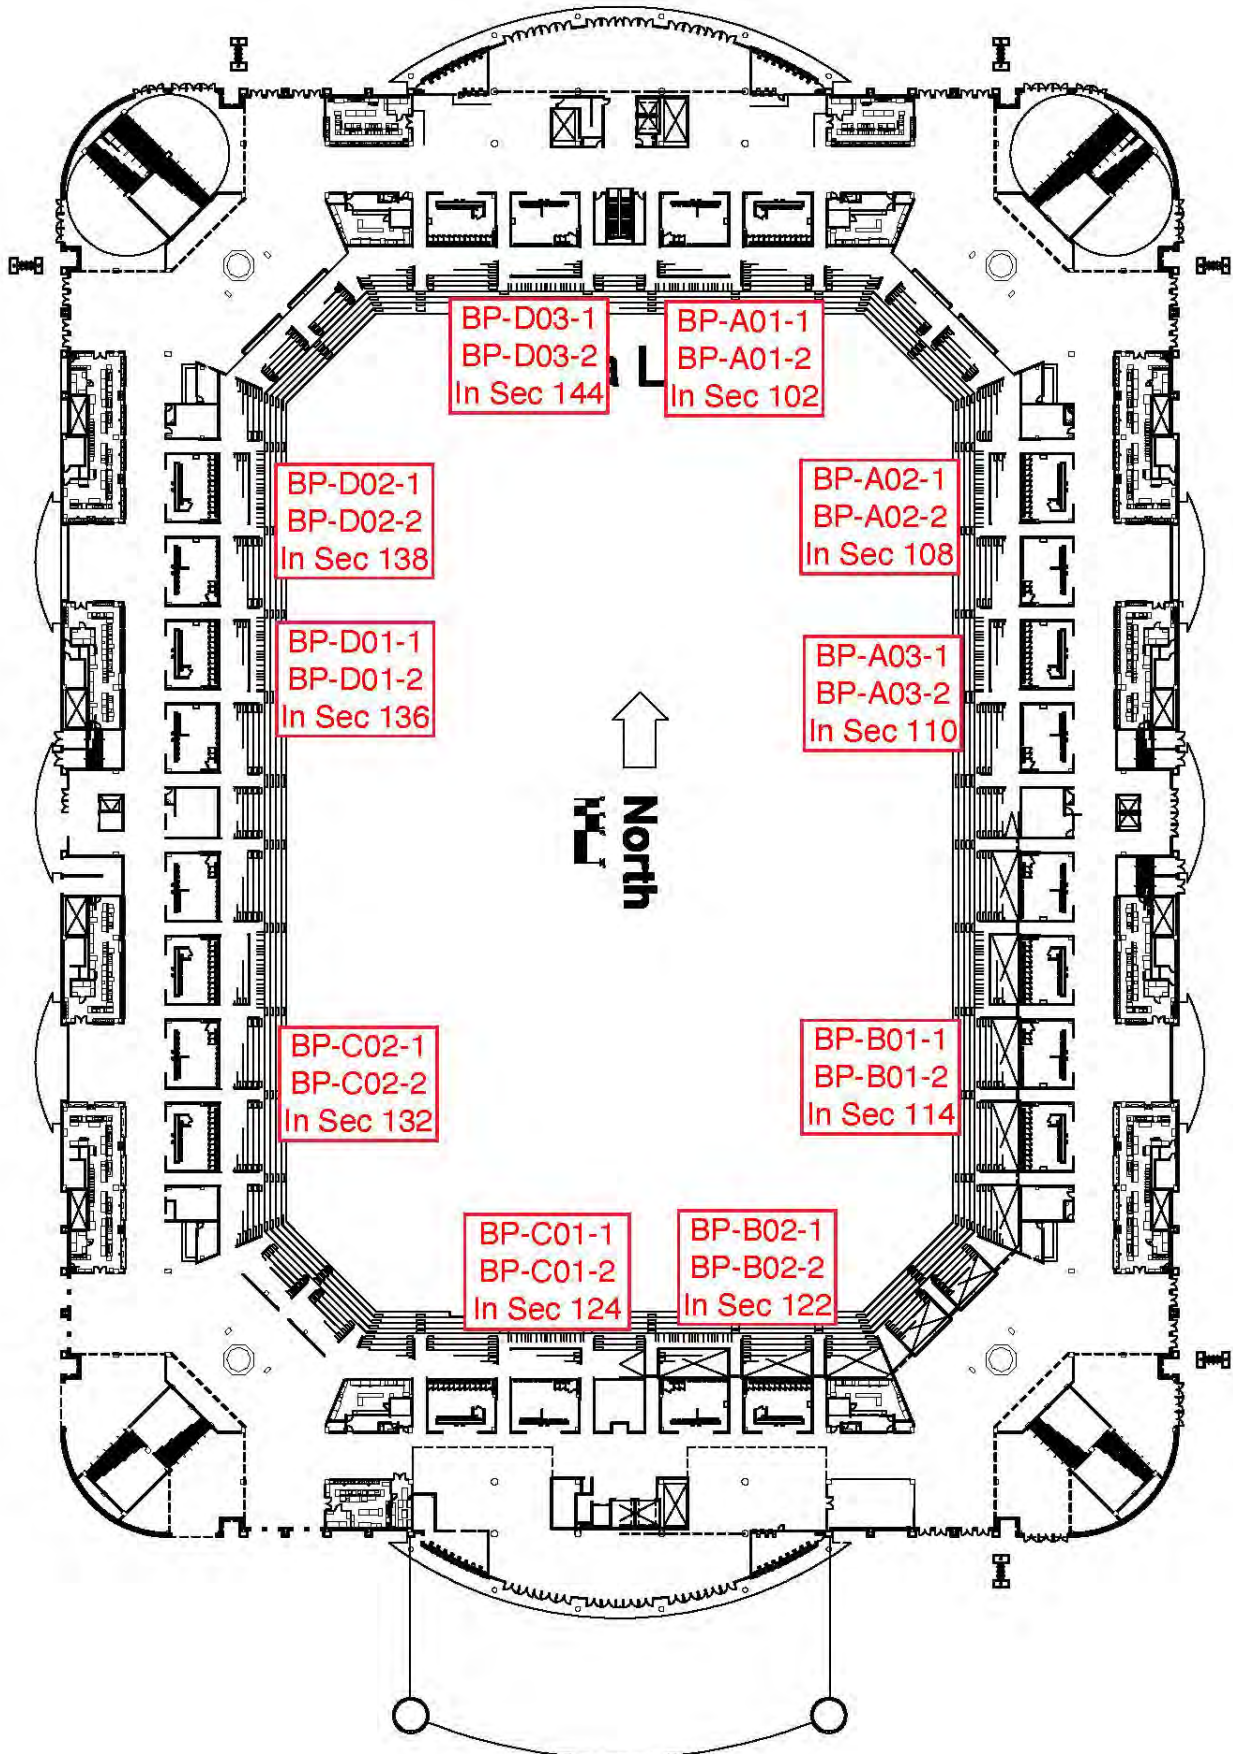 BP-D03-1
BP-D03-2
In Sec 144
BP-A01-1
BP-A01-2
In Sec 102
BP-D02-1
BP-D02-2
In Sec 138
BP-A02-1
BP-A02-2
In Sec 108
BP-D01-1
BP-D01-2
In Sec 136
BP-A03-1
BP-A03-2
In Sec 110
North
BP-C02-1
BP-C02-2
In Sec 132
BP-B01-1
BP-B01-2
In Sec 114
BP-C01-1
BP-C01-2
In Sec 124
BP-B02-1
BP-B02-2
In Sec 122